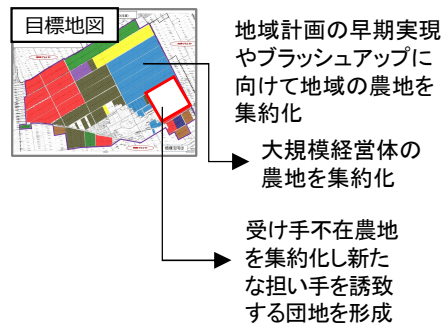 目標地図
地域計画の早期実現
やブラッシュアップに
向けて地域の農地を
集約化
大規模経営体の
農地を集約化
受け手不在農地
を集約化し新た
な担い手を誘致
する団地を形成